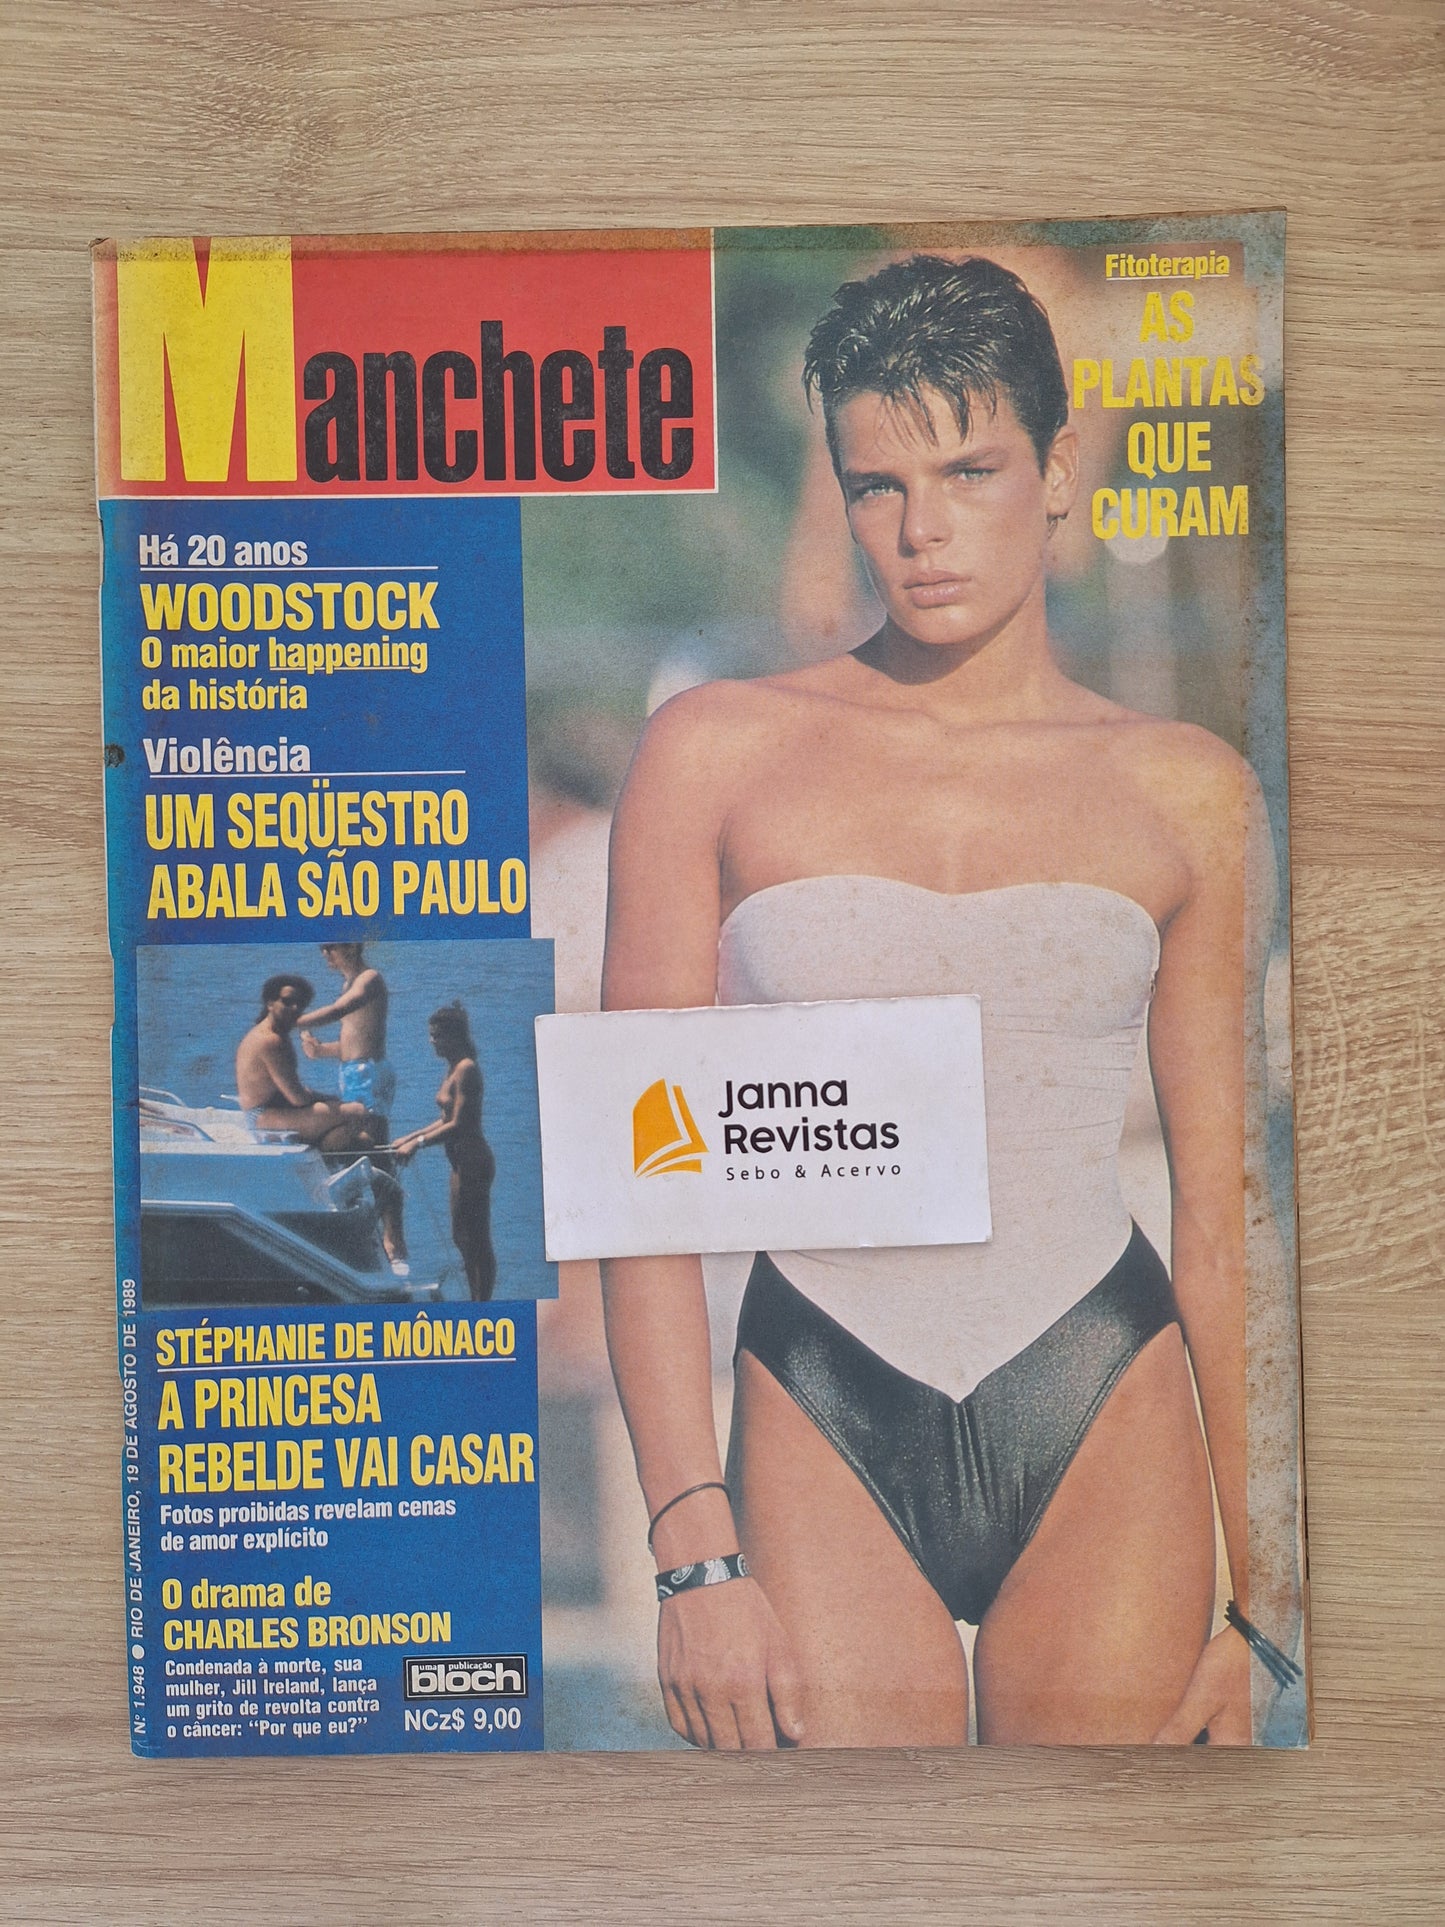 Manchete
Fitoterapia
AS
PLANTAS
QUE
CURAM
Há 20 anos
WOODSTOCK
O maior happening
da história
Violência
UM SEQÜESTRO
ABALA SÃO PAULO
Janna
Revistas
Sebo & Acervo
STÉPHANIE DE MÔNACO
A PRINCESA
REBELDE VAI CASAR
Fotos proibidas revelam cenas
de amor explícito
O drama de
CHARLES BRONSON
Condenada à morte, sua
mulher, Jill Ireland, lança
um grito de revolta contra
o câncer: “Por que eu?”
uma publicação
bloch
NCz$ 9,00
N.º 1.948 ● RIO DE JANEIRO, 19 DE AGOSTO DE 1989